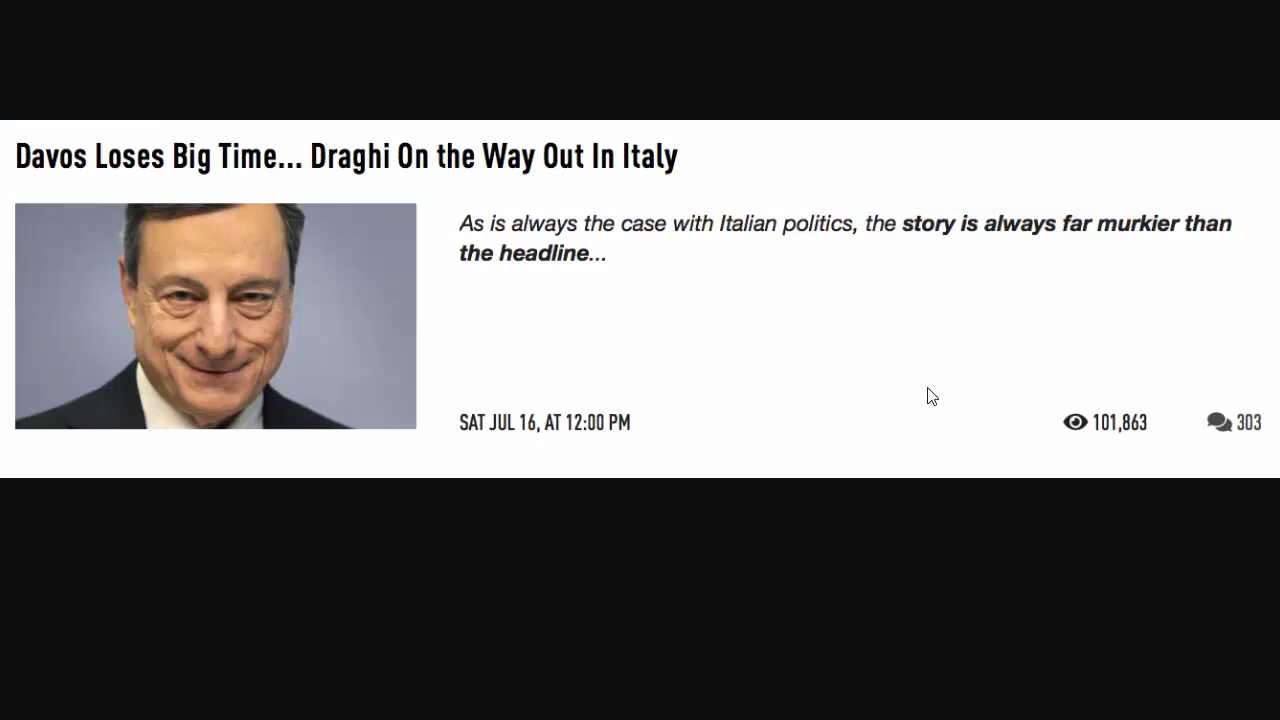 Davos Loses Big Time... Draghi On the Way Out In Italy
As is always the case with Italian politics, the story is always far murkier than
the headline...
SAT JUL 16, AT 12:00 PM 101,863 303